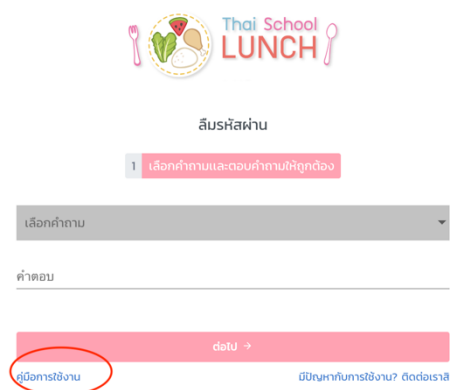 Thai School
LUNCH
ลืมรหัสผ่าน
1 เลือกคำถามและตอบคำถามให้ถูกต้อง
เลือกคำถาม
คำตอบ
ต่อไป →
คู่มือการใช้งาน มีปัญหากับการใช้งาน? ติดต่อเราสิ